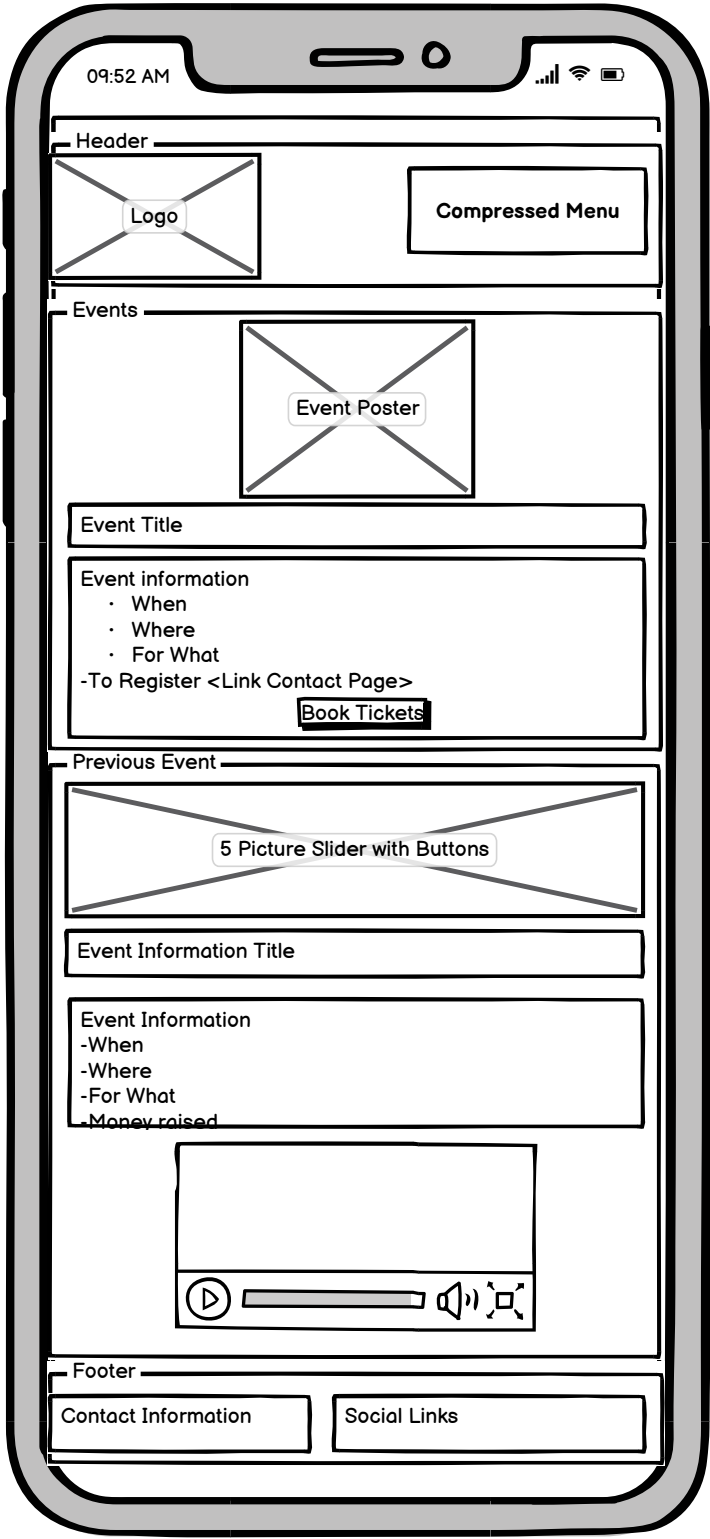 09:52 AM
Header
Logo
Compressed Menu
Events
Event Poster
Event Title
Event information
· When
· Where
· For What
-To Register <Link Contact Page>
Book Tickets
Previous Event
5 Picture Slider with Buttons
Event Information Title
Event Information
-When
-Where
-For What
-Money raised
Footer
Contact Information
Social Links